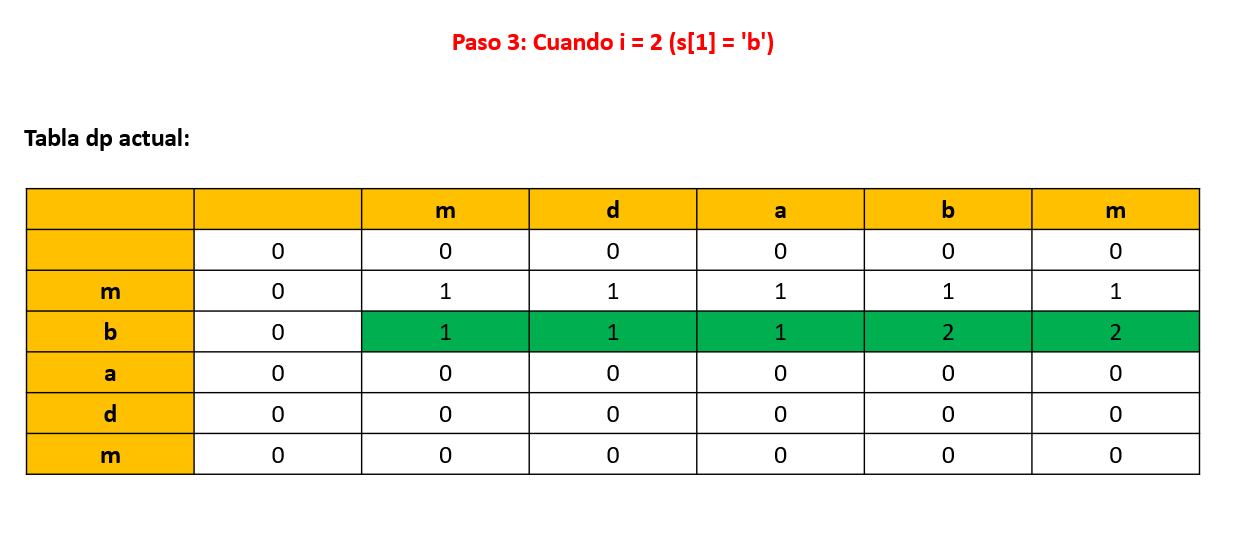 Paso 3: Cuando i = 2 (s[1] = 'b')
Tabla dp actual:
m d a b m
0 0 0 0 0 0
m 0 1 1 1 1 1
b 0 1 1 1 2 2
a 0 0 0 0 0 0
d 0 0 0 0 0 0
m 0 0 0 0 0 0